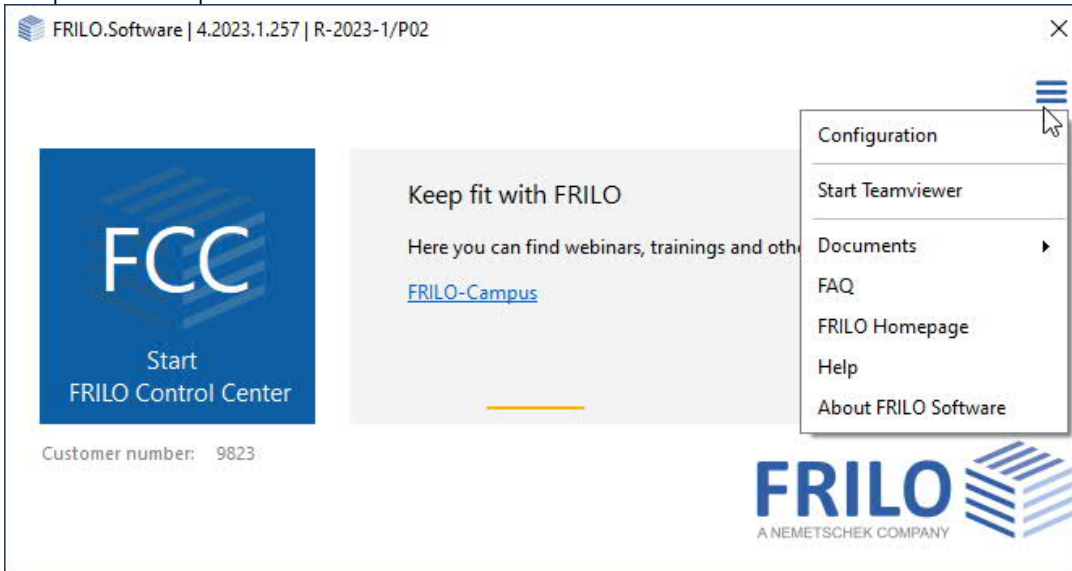 FRILO.Software | 4.2023.1.257 | R-2023-1/P02
Configuration
Start Teamviewer
Documents
FAQ
FRILO Homepage
Help
About FRILO Software
FCC
Start
FRILO Control Center
Keep fit with FRILO
Here you can find webinars, trainings and oth
FRILO-Campus
Customer number: 9823
FRILO
A NEMETSCHEK COMPANY